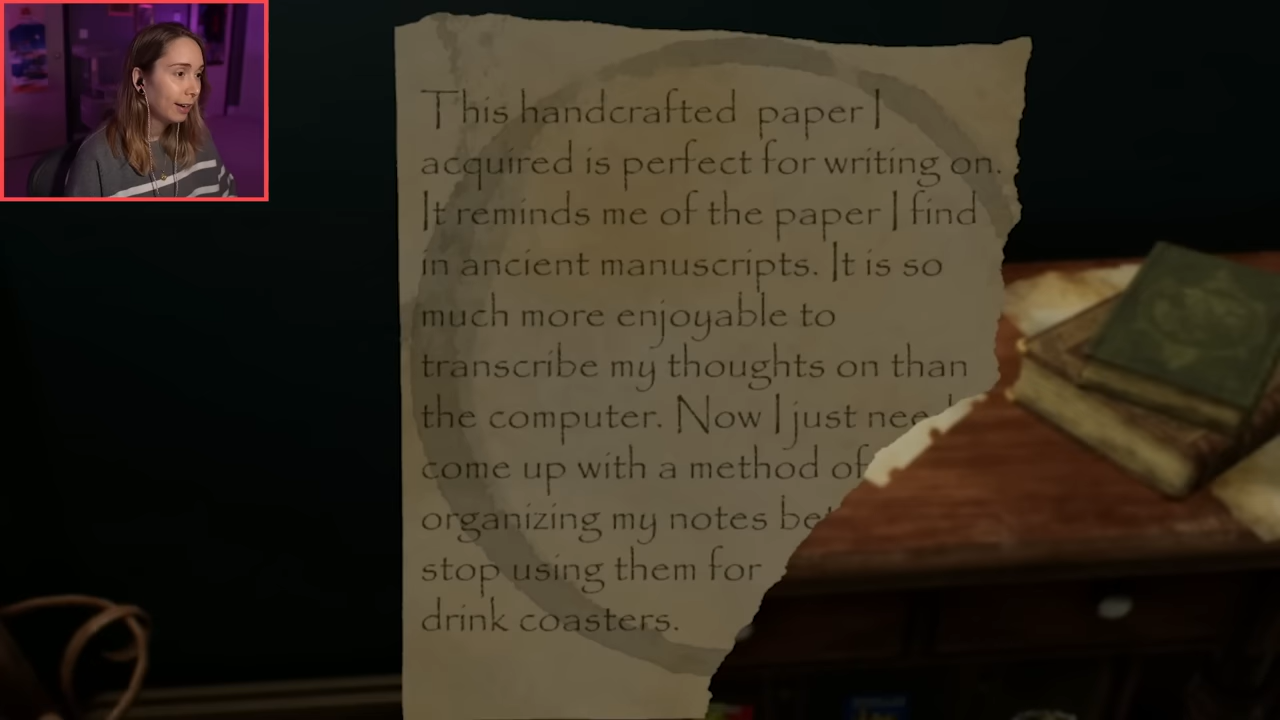 This handcrafted paper I
acquired is perfect for writing on.
It reminds me of the paper I find
in ancient manuscripts. It is so
much more enjoyable to
transcribe my thoughts on than
the computer. Now I just
come up with a method of
organizing my notes
stop using them for
drink coasters.